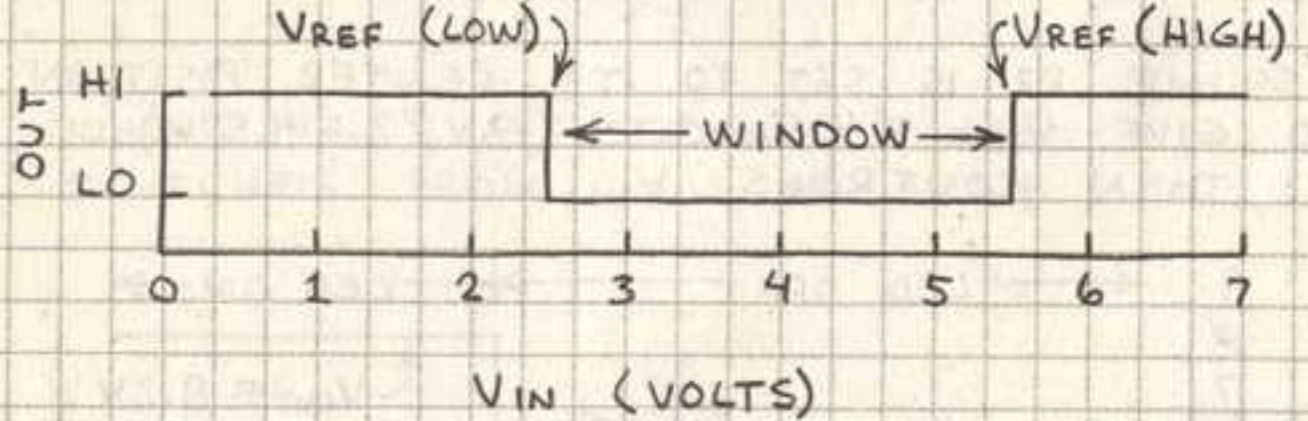 VREF (LOW) VREF (HIGH)
OUT
HI
WINDOW
LO
0 1 2 3 4 5 6 7
VIN (VOLTS)